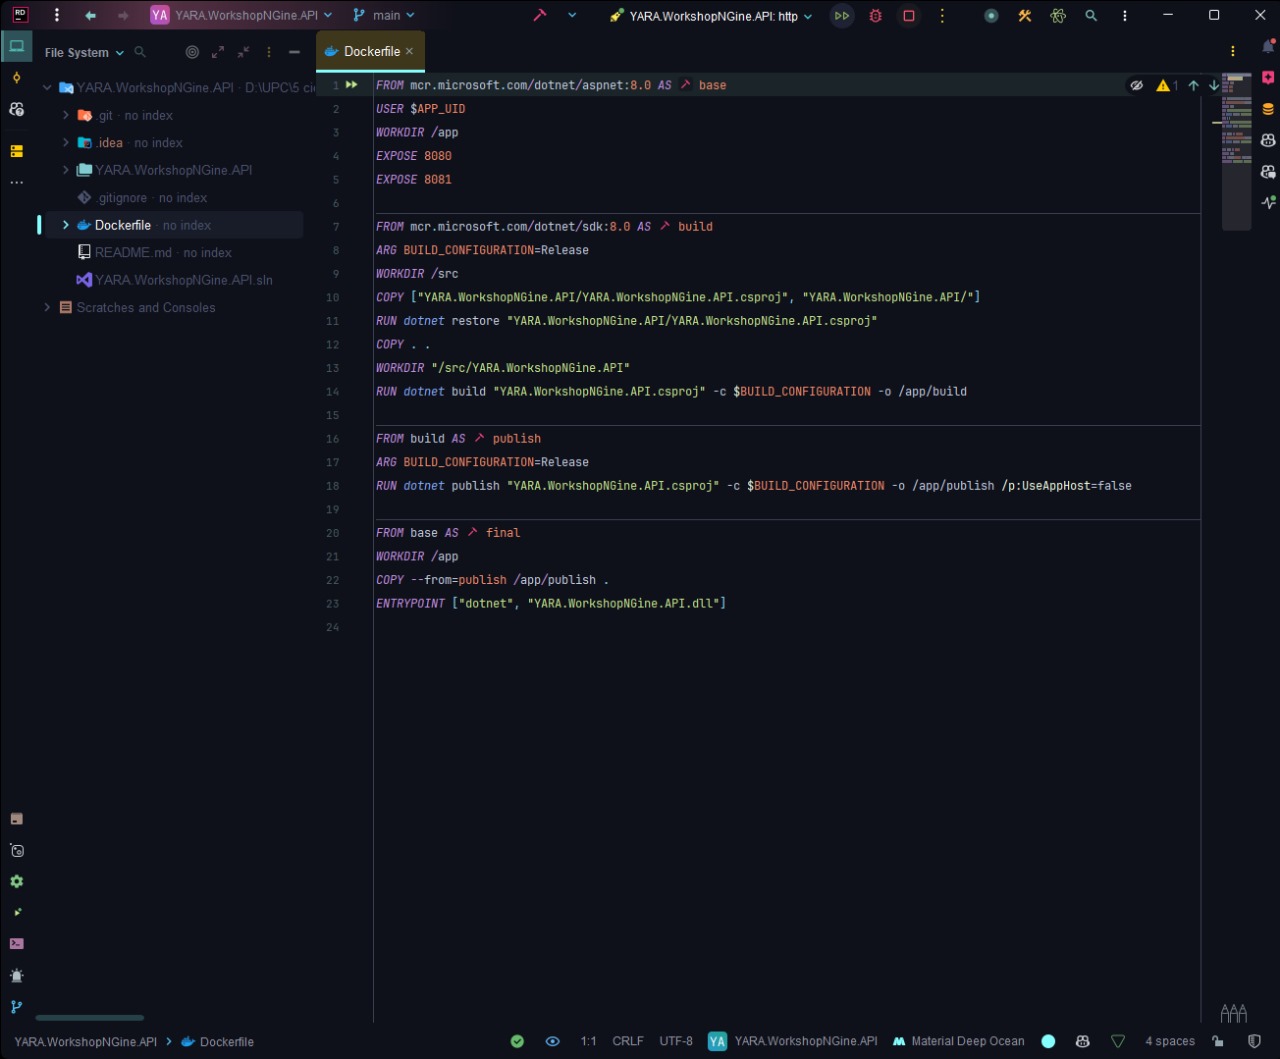 RD YA YARA.WorkshopNGine.API main YARA.WorkshopNGine.API: http
File System
Dockerfile
YARA.WorkshopNGine.API · D:\UPC\5 ci
.git · no index
.idea · no index
YARA.WorkshopNGine.API
.gitignore · no index
Dockerfile · no index
README.md · no index
YARA.WorkshopNGine.API.sln
Scratches and Consoles
1 FROM mcr.microsoft.com/dotnet/aspnet:8.0 AS base
1
2 USER $APP_UID
3 WORKDIR /app
4 EXPOSE 8080
5 EXPOSE 8081
6
7 FROM mcr.microsoft.com/dotnet/sdk:8.0 AS build
8 ARG BUILD_CONFIGURATION=Release
9 WORKDIR /src
10 COPY ["YARA.WorkshopNGine.API/YARA.WorkshopNGine.API.csproj", "YARA.WorkshopNGine.API/"]
11 RUN dotnet restore "YARA.WorkshopNGine.API/YARA.WorkshopNGine.API.csproj"
12 COPY . .
13 WORKDIR "/src/YARA.WorkshopNGine.API"
14 RUN dotnet build "YARA.WorkshopNGine.API.csproj" -c $BUILD_CONFIGURATION -o /app/build
15
16 FROM build AS publish
17 ARG BUILD_CONFIGURATION=Release
18 RUN dotnet publish "YARA.WorkshopNGine.API.csproj" -c $BUILD_CONFIGURATION -o /app/publish /p:UseAppHost=false
19
20 FROM base AS final
21 WORKDIR /app
22 COPY --from=publish /app/publish .
23 ENTRYPOINT ["dotnet", "YARA.WorkshopNGine.API.dll"]
24
YARA.WorkshopNGine.API Dockerfile 1:1 CRLF UTF-8 YA YARA.WorkshopNGine.API Material Deep Ocean 4 spaces